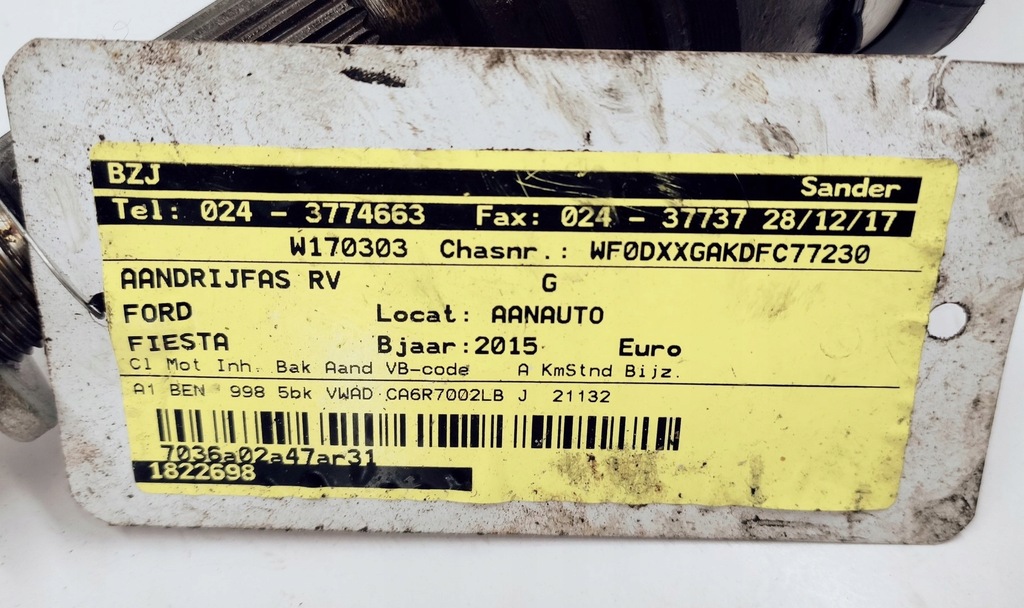 BZJ Sander
Tel: 024 - 3774663 Fax: 024 - 37737 28/12/17
W170303 Chasnr.: WF0DXXGAKDFC77230
AANDRIJFAS RV G
FORD Locat: AANAUTO
FIESTA Bjaar:2015 Euro
Cl Mot Inh. Bak Aand VB-code A KmStnd Bijz.
A1 BEN 998 5bk VWAD CA6R7002LB J 21132
7036a02a47ar31
1822698